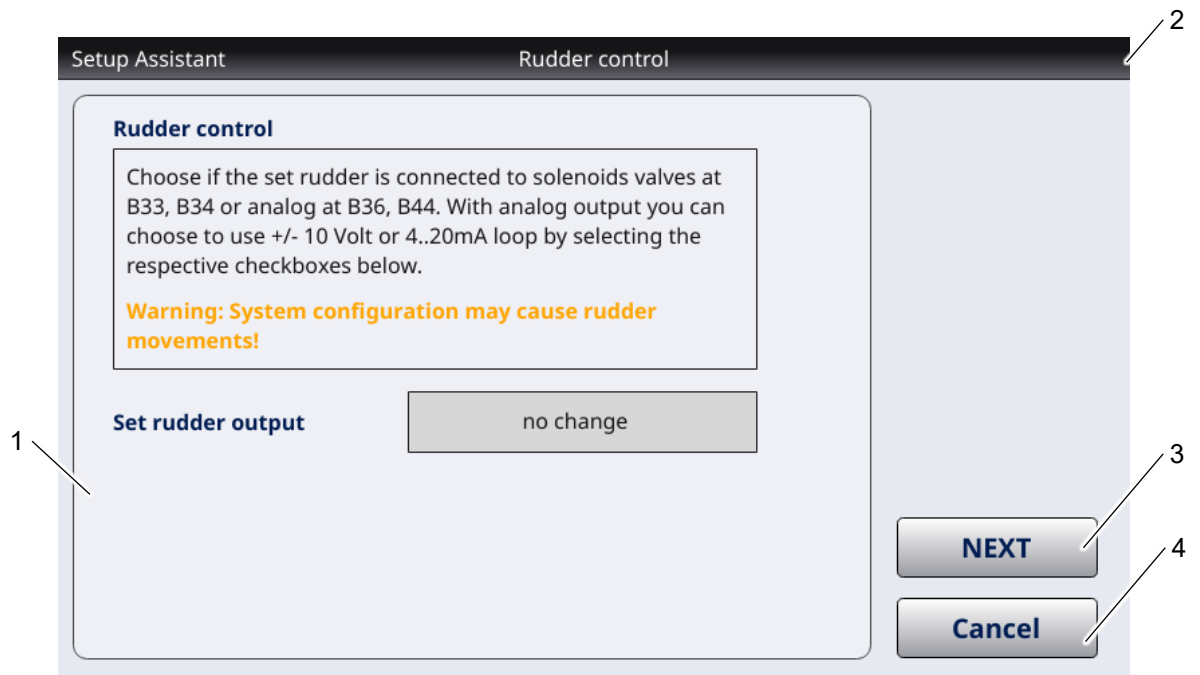 2
Setup Assistant Rudder control
Rudder control
Choose if the set rudder is connected to solenoids valves at
B33, B34 or analog at B36, B44. With analog output you can
choose to use +/- 10 Volt or 4..20mA loop by selecting the
respective checkboxes below.
Warning: System configuration may cause rudder
movements!
Set rudder output no change
1
3
NEXT
4
Cancel